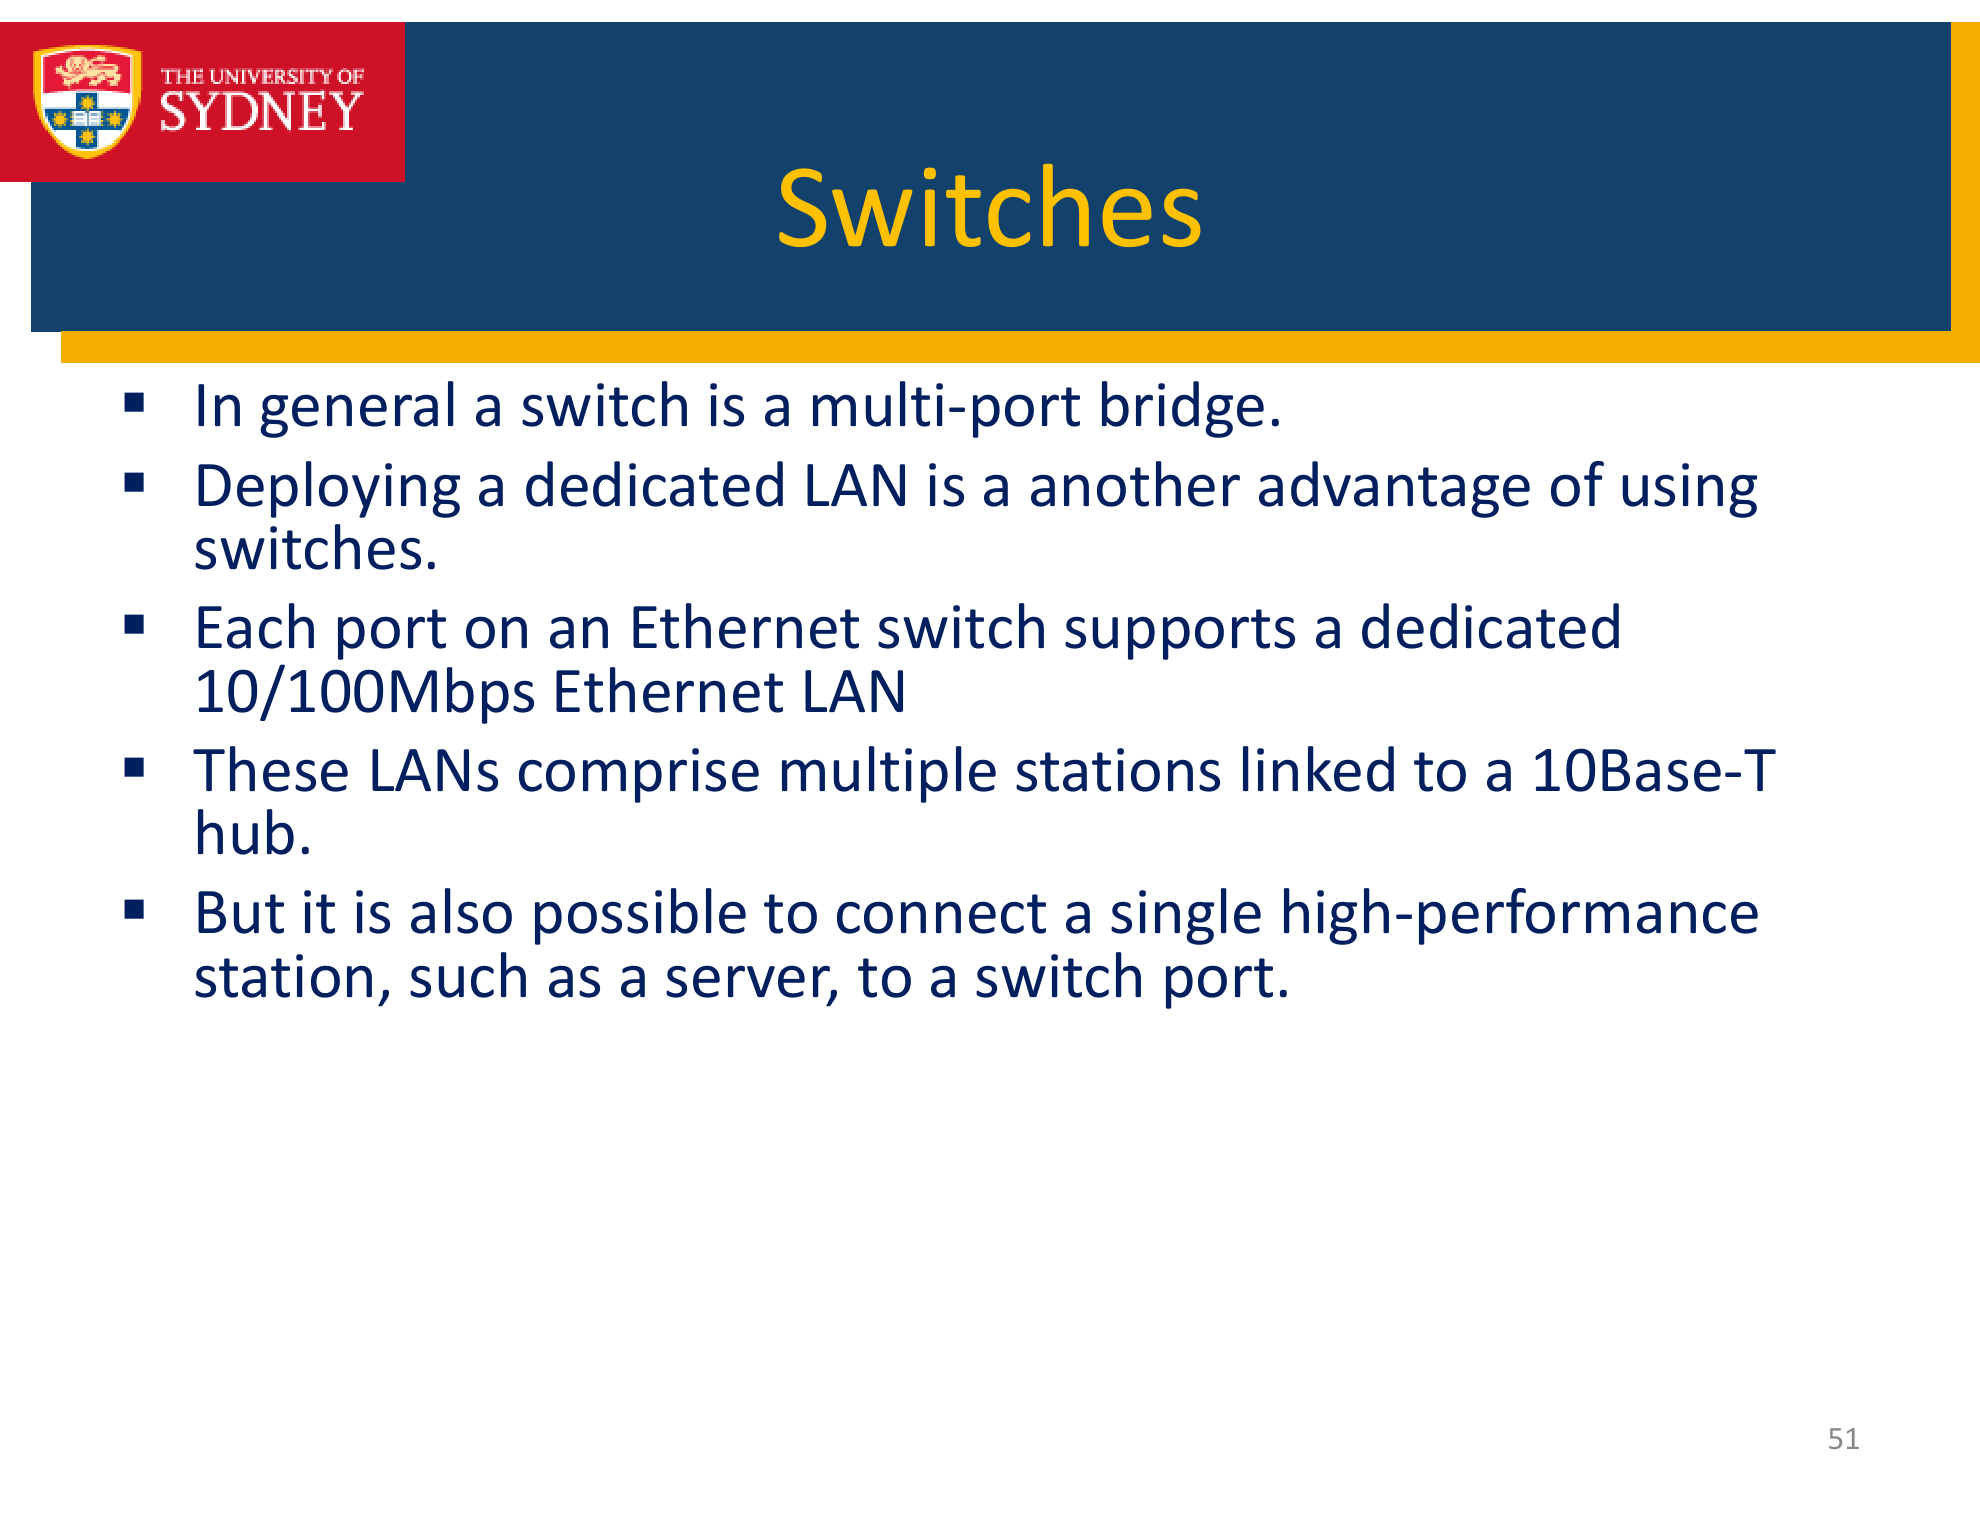 THE UNIVERSITY OF
SYDNEY
Switches
▪ In general a switch is a multi-port bridge.
▪ Deploying a dedicated LAN is a another advantage of using
switches.
▪ Each port on an Ethernet switch supports a dedicated
10/100Mbps Ethernet LAN
▪ These LANs comprise multiple stations linked to a 10Base-T
hub.
▪ But it is also possible to connect a single high-performance
station, such as a server, to a switch port.
51